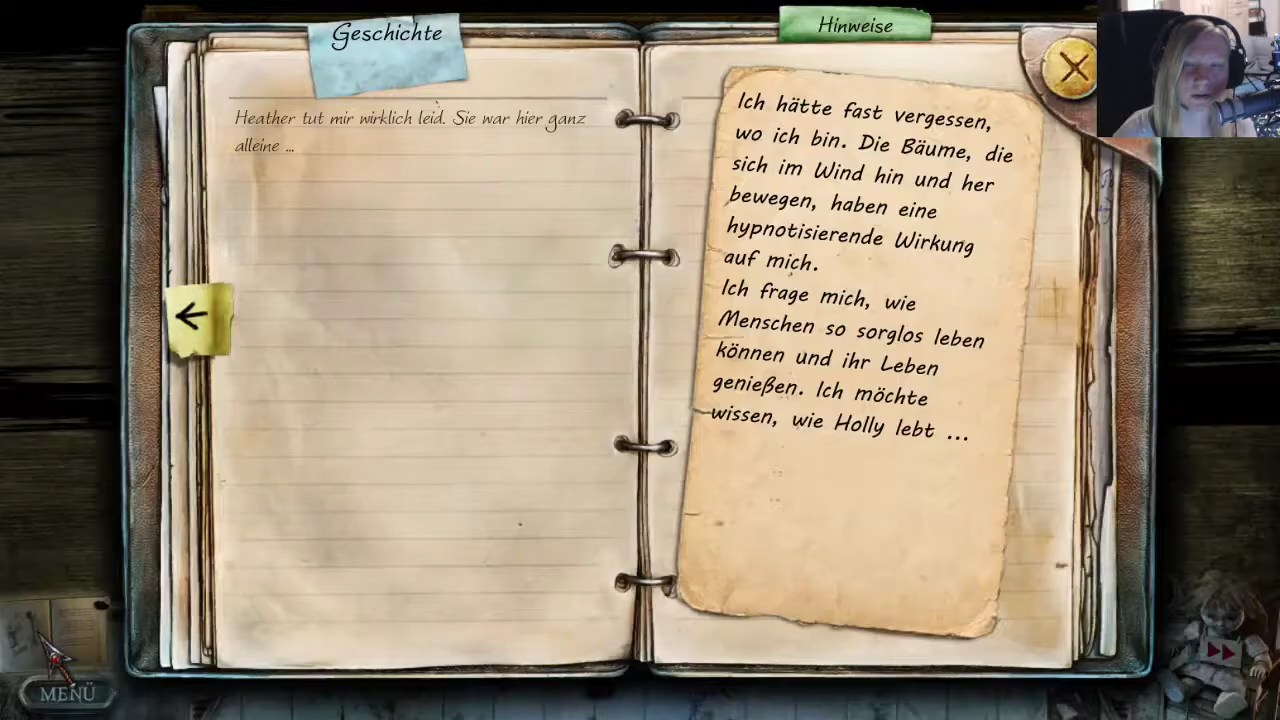 Geschichte
Heather tut mir wirklich leid. Sie war hier ganz
alleine ...
Hinweise
Ich hätte fast vergessen,
wo ich bin. Die Bäume, die
sich im Wind hin und her
bewegen, haben eine
hypnotisierende Wirkung
auf mich.
Ich frage mich, wie
Menschen so sorglos leben
können und ihr Leben
genießen. Ich möchte
wissen, wie Holly lebt ...
MENÜ